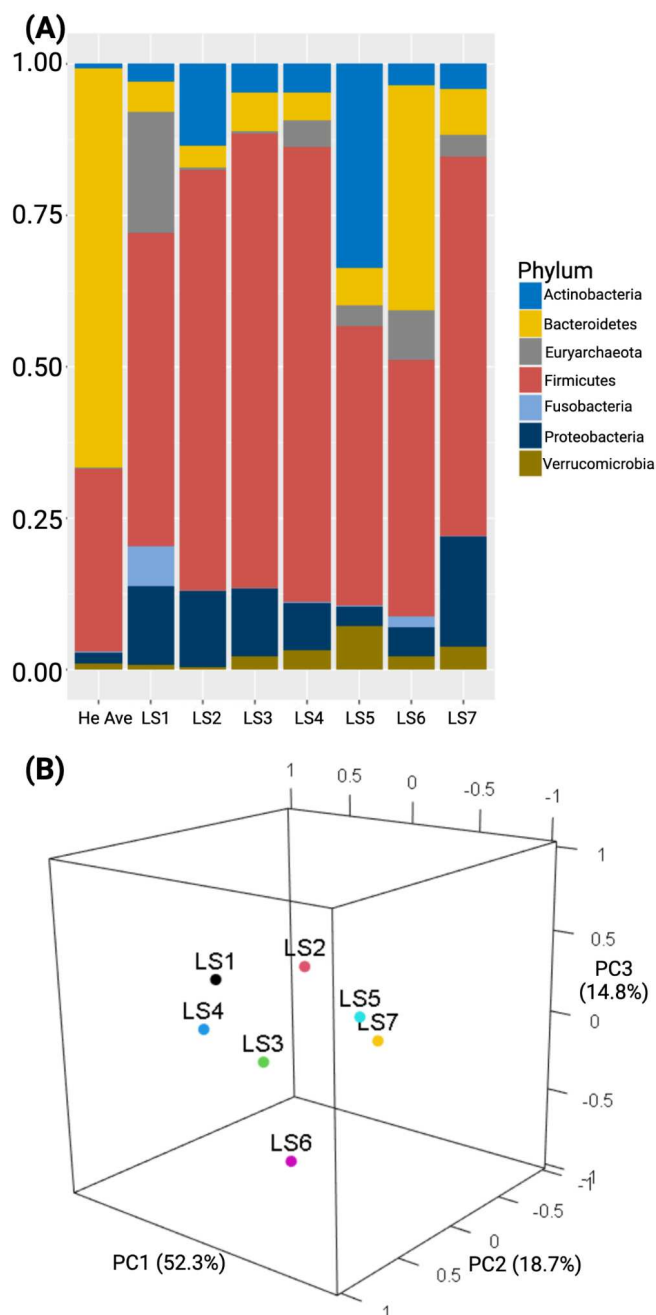 (A)
1.00
0.75
0.50
0.25
0.00
He Ave LS1 LS2 LS3 LS4 LS5 LS6 LS7
Phylum
Actinobacteria
Bacteroidetes
Euryarchaeota
Firmicutes
Fusobacteria
Proteobacteria
Verrucomicrobia
(B)
1 0.5 0 -0.5 -1
1
0.5
0
-0.5
-1
PC3
(14.8%)
LS1
LS2
LS4
LS5
LS7
LS3
LS6
-1
-0.5
0
0.5
1
PC1 (52.3%)
PC2 (18.7%)